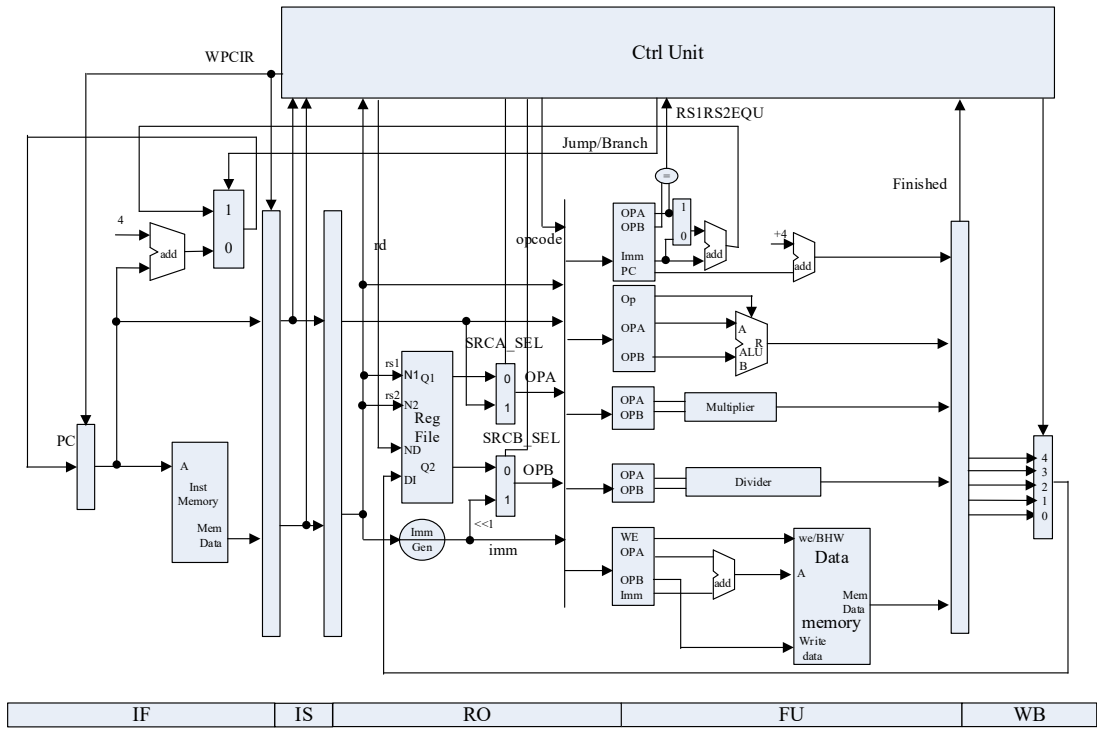 Ctrl Unit
WPCIR
RS1RS2EQU
Jump/Branch
Finished
1
0
4
add
rd
opcode
OPA
OPB
Imm
PC
1
0
add
+4
add
Op
OPA
OPB
A
R
ALU
B
SRCA_SEL
rs1
N1
Q1
rs2
N2
Reg
File
ND
Q2
DI
0
1
OPA
SRCB_SEL
0
1
OPB
OPA
OPB
Multiplier
OPA
OPB
Divider
PC
A
Inst
Memory
Mem
Data
Imm
Gen
<<1
imm
WE
OPA
OPB
Imm
add
we/BHW
Data
A
Mem
Data
memory
Write
data
4
3
2
1
0
=
IF
IS
RO
FU
WB